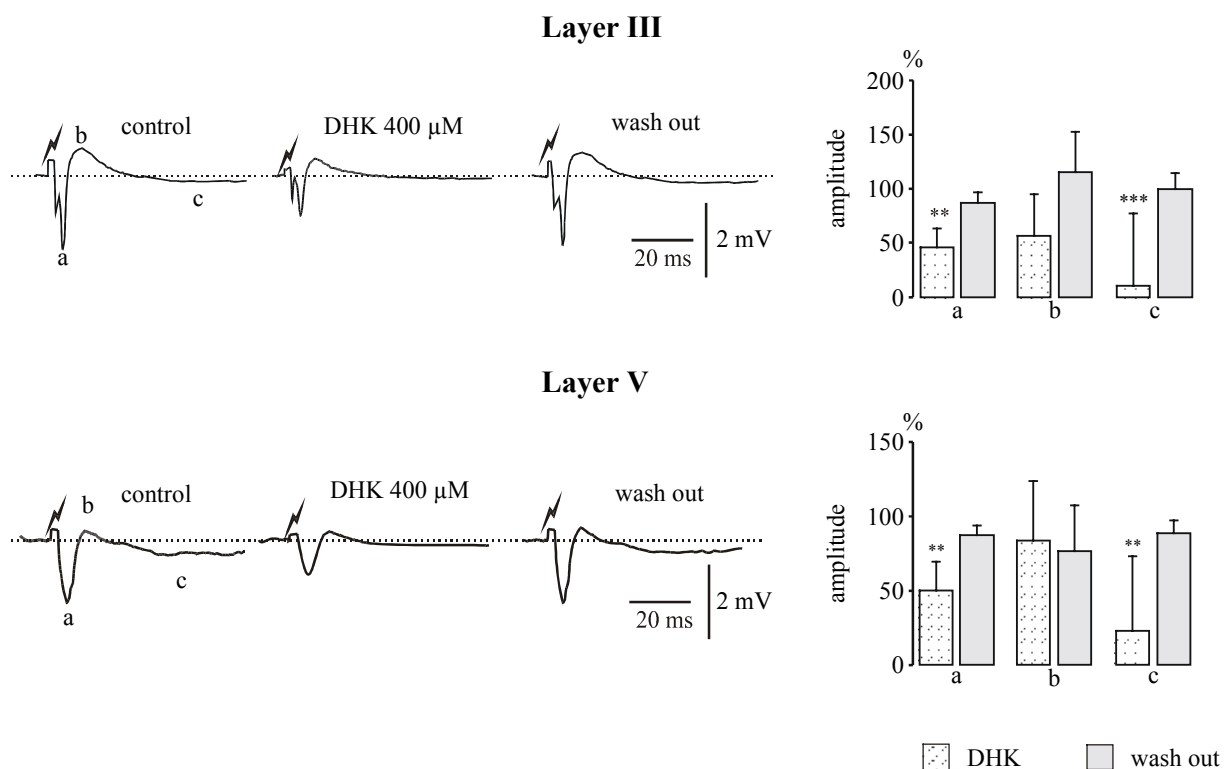 Layer III
control
DHK 400 µM
wash out
b
c
a
20 ms
2 mV
%
200
150
100
50
0
amplitude
**
***
a
b
c
Layer V
control
DHK 400 µM
wash out
b
c
a
20 ms
2 mV
%
150
100
50
0
amplitude
**
**
a
b
c
DHK
wash out